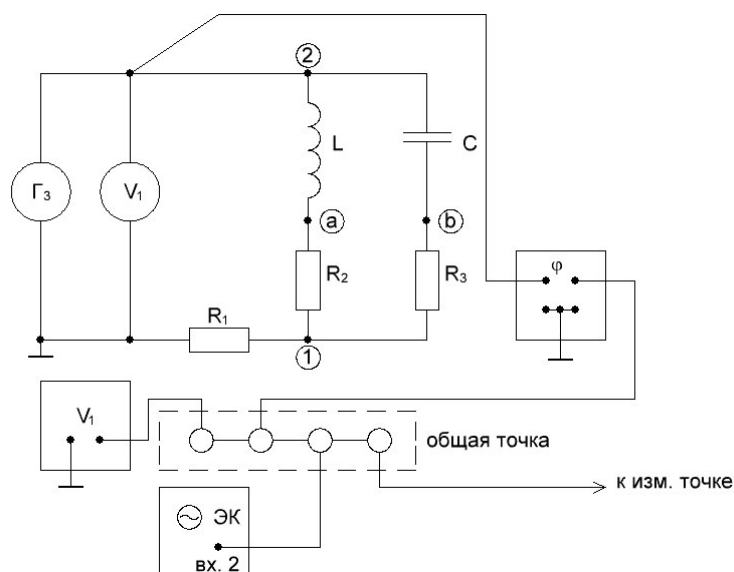 2
L
C
Г₃
V₁
a
b
φ
R₂
R₃
R₁
1
V₁
общая точка
к изм. точке
ЭК
вх. 2